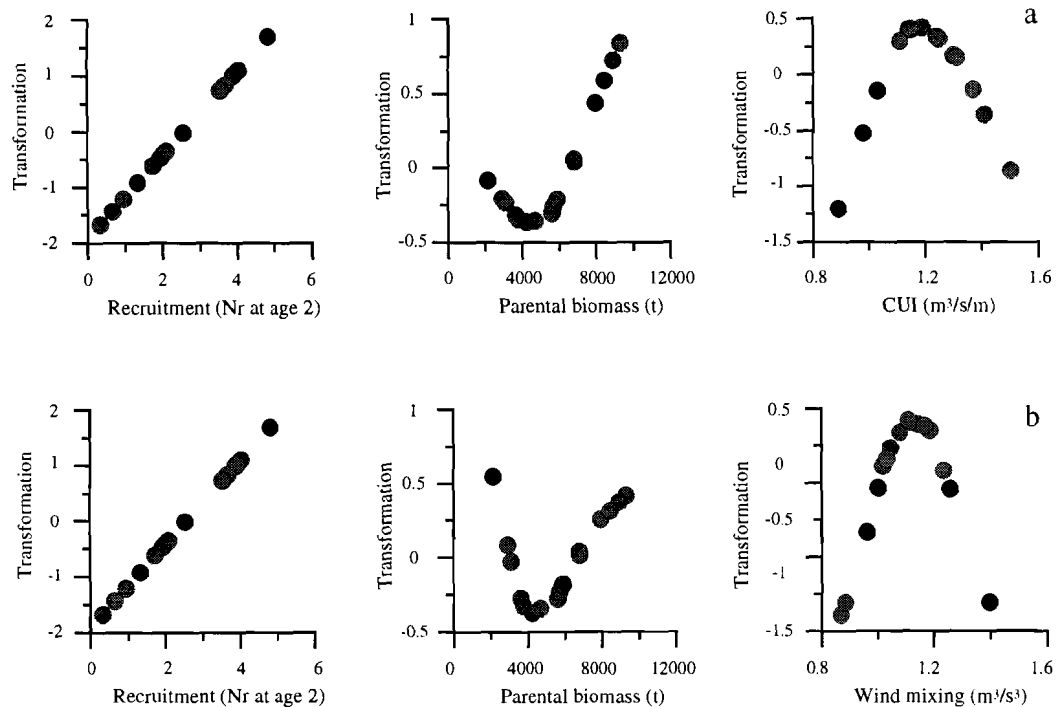 a
2
1
0
-1
-2
Transformation
0 2 4 6
Recruitment (Nr at age 2)
1
0.5
0
-0.5
Transformation
0 4000 8000 12000
Parental biomass (t)
0.5
0
-0.5
-1
-1.5
Transformation
0.8 1.2 1.6
CUI (m³/s/m)
b
2
1
0
-1
-2
Transformation
0 2 4 6
Recruitment (Nr at age 2)
1
0.5
0
-0.5
Transformation
0 4000 8000 12000
Parental biomass (t)
0.5
0
-0.5
-1
-1.5
Transformation
0.8 1.2 1.6
Wind mixing (m³/s³)